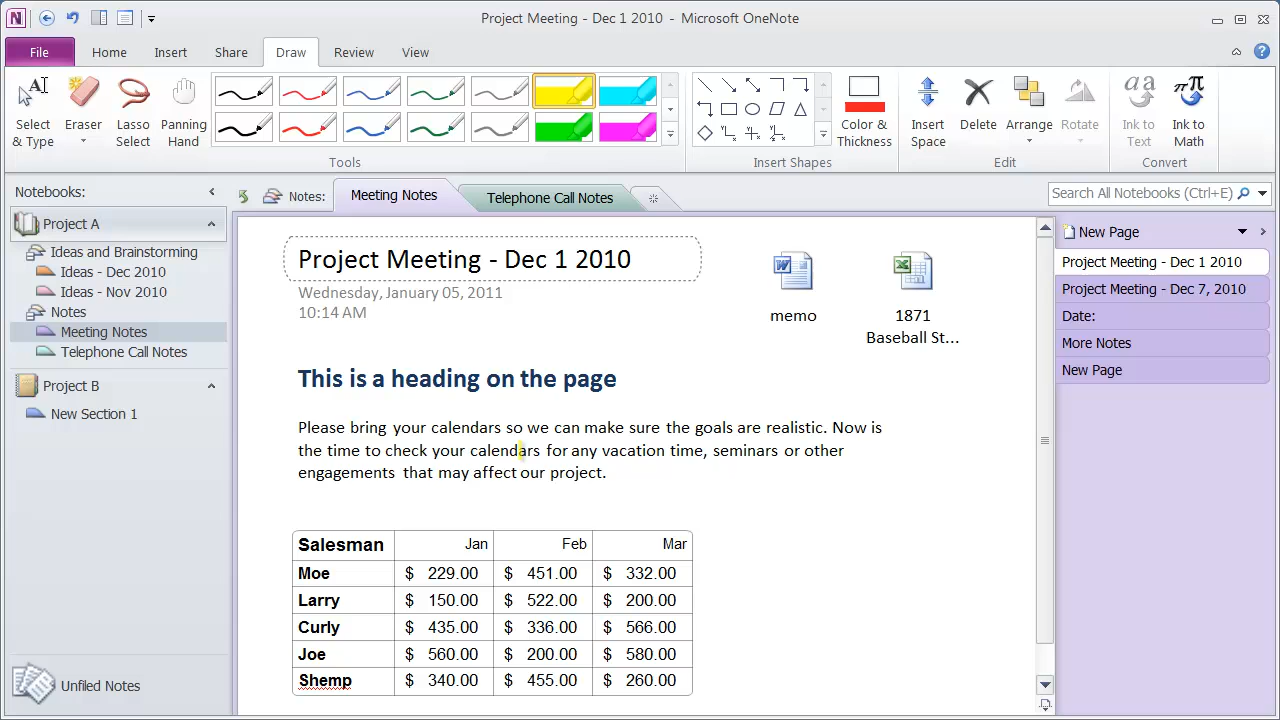 Project Meeting - Dec 1 2010 - Microsoft OneNote
File Home Insert Share Draw Review View
Select & Type
Eraser
Lasso Select
Panning Hand
Color & Thickness
Insert Space
Delete
Arrange
Rotate
Ink to Text
Ink to Math
Tools
Insert Shapes
Edit
Convert
Notebooks:
Project A
Ideas and Brainstorming
Ideas - Dec 2010
Ideas - Nov 2010
Notes
Meeting Notes
Telephone Call Notes
Project B
New Section 1
Unfiled Notes
Notes: Meeting Notes Telephone Call Notes
Search All Notebooks (Ctrl+E)
Project Meeting - Dec 1 2010
Wednesday, January 05, 2011
10:14 AM
memo
1871
Baseball St...
This is a heading on the page
Please bring your calendars so we can make sure the goals are realistic. Now is
the time to check your calendars for any vacation time, seminars or other
engagements that may affect our project.
Salesman Jan Feb Mar
Moe $ 229.00 $ 451.00 $ 332.00
Larry $ 150.00 $ 522.00 $ 200.00
Curly $ 435.00 $ 336.00 $ 566.00
Joe $ 560.00 $ 200.00 $ 580.00
Shemp $ 340.00 $ 455.00 $ 260.00
New Page
Project Meeting - Dec 1 2010
Project Meeting - Dec 7, 2010
Date:
More Notes
New Page